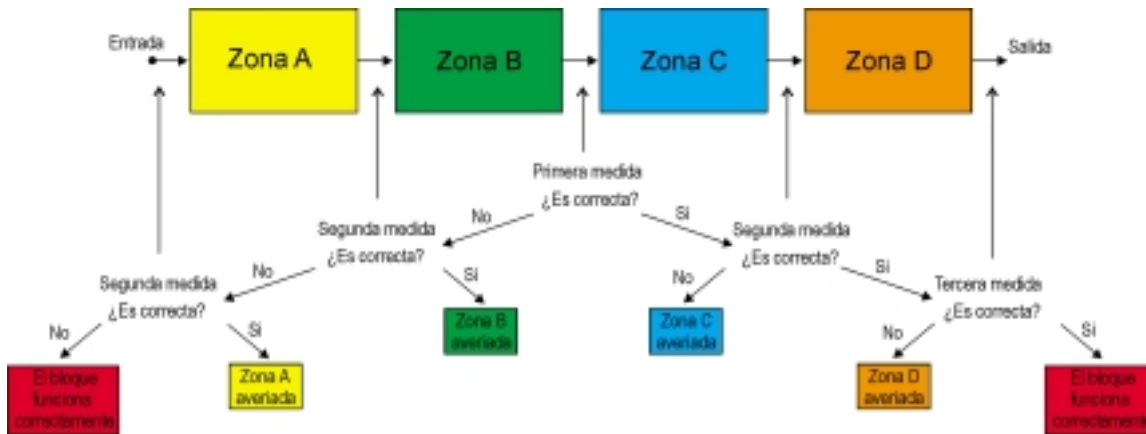 Entrada
Zona A
Zona B
Zona C
Zona D
Salida
Primera medida
¿Es correcta?
No
Si
Segunda medida
¿Es correcta?
Segunda medida
¿Es correcta?
No
Si
No
Si
Segunda medida
¿Es correcta?
Zona B
averiada
Zona C
averiada
Tercera medida
¿Es correcta?
No
Si
No
Si
El bloque
funciona
correctamente
Zona A
averiada
Zona D
averiada
El bloque
funciona
correctamente